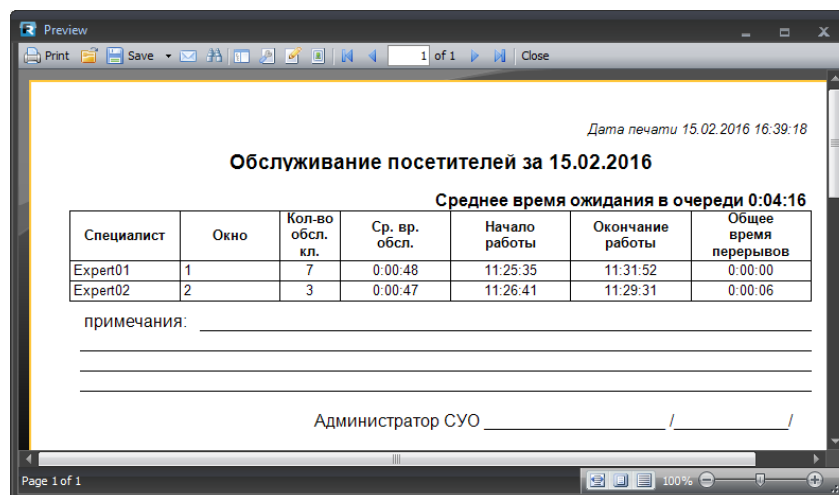 Preview
Print Save 1 of 1 Close
Дата печати 15.02.2016 16:39:18
Обслуживание посетителей за 15.02.2016
Среднее время ожидания в очереди 0:04:16
Специалист Окно Кол-во обсл. кл. Ср. вр. обсл. Начало работы Окончание работы Общее время перерывов
Expert01 1 7 0:00:48 11:25:35 11:31:52 0:00:00
Expert02 2 3 0:00:47 11:26:41 11:29:31 0:00:06
примечания:
Администратор СУО / /
Page 1 of 1 100%